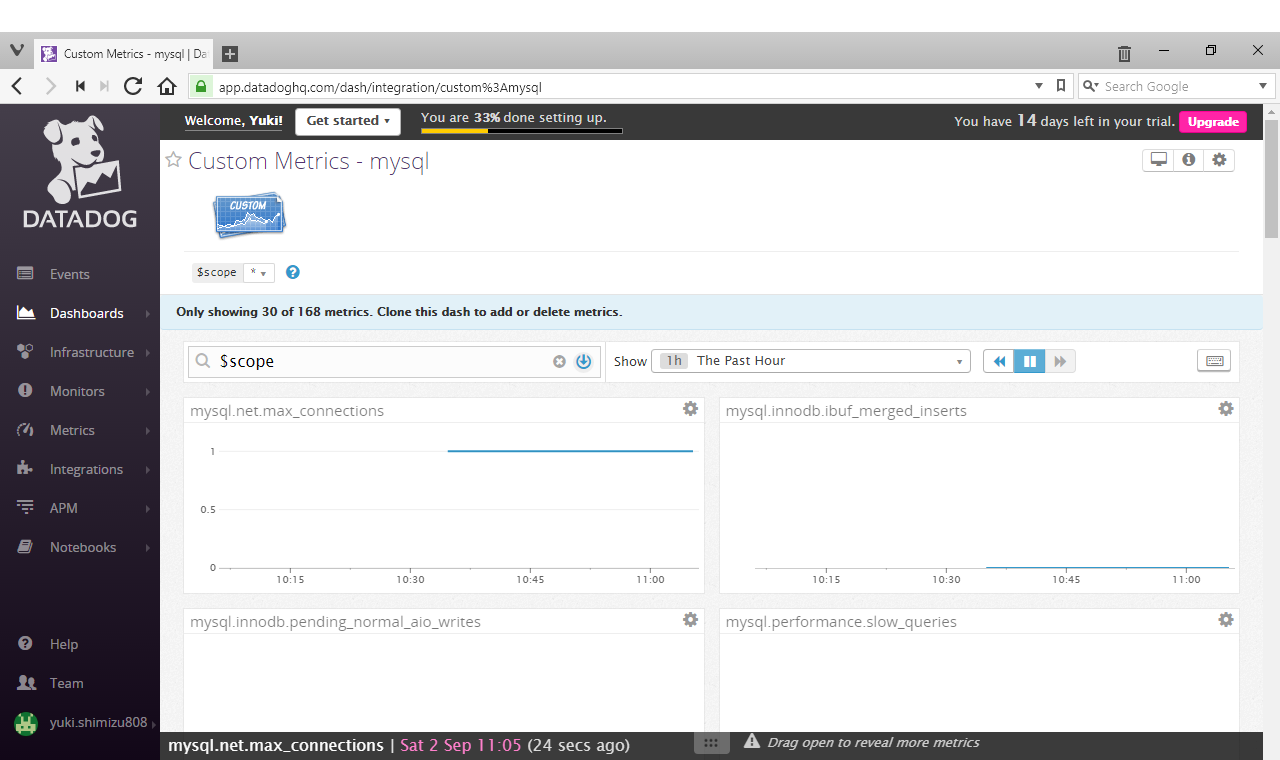 Custom Metrics - mysql | Da
app.datadoghq.com/dash/integration/custom%3Amysql
Search Google
DATADOG
Welcome, Yuki!
Get started
You are 33% done setting up.
You have 14 days left in your trial.
Upgrade
Events
Dashboards
Infrastructure
Monitors
Metrics
Integrations
APM
Notebooks
Help
Team
yuki.shimizu808
Custom Metrics - mysql
CUSTOM
$scope * ?
Only showing 30 of 168 metrics. Clone this dash to add or delete metrics.
$scope
Show 1h The Past Hour
mysql.net.max_connections
1
0.5
0
10:15 10:30 10:45 11:00
mysql.innodb.ibuf_merged_inserts
10:15 10:30 10:45 11:00
mysql.innodb.pending_normal_aio_writes
mysql.performance.slow_queries
mysql.net.max_connections | Sat 2 Sep 11:05 (24 secs ago)
Drag open to reveal more metrics